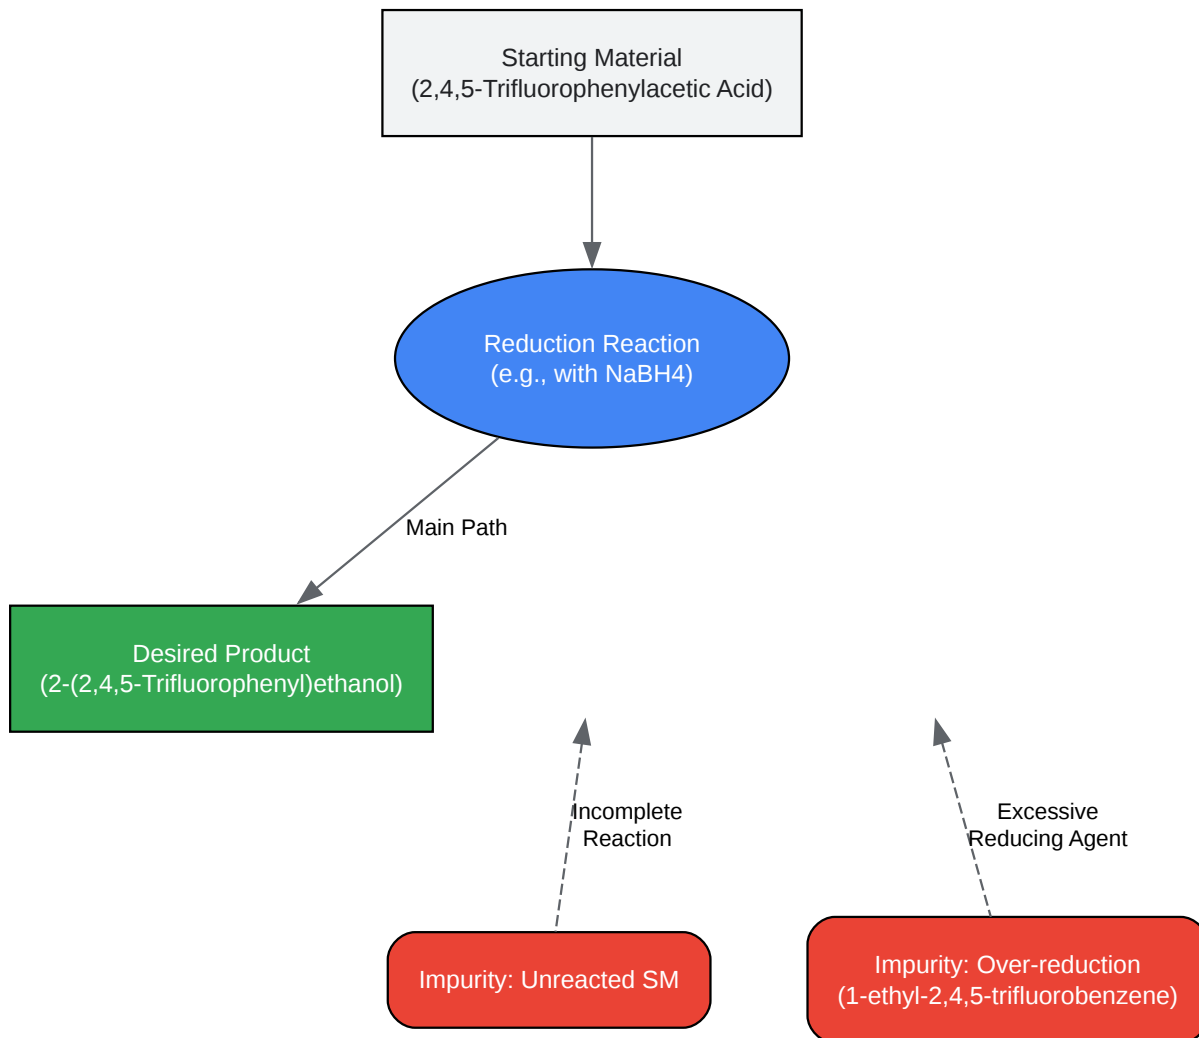 Starting Material
(2,4,5-Trifluorophenylacetic Acid)
Reduction Reaction
(e.g., with NaBH4)
Main Path
Desired Product
(2-(2,4,5-Trifluorophenyl)ethanol)
Incomplete
Reaction
Excessive
Reducing Agent
Impurity: Unreacted SM
Impurity: Over-reduction
(1-ethyl-2,4,5-trifluorobenzene)